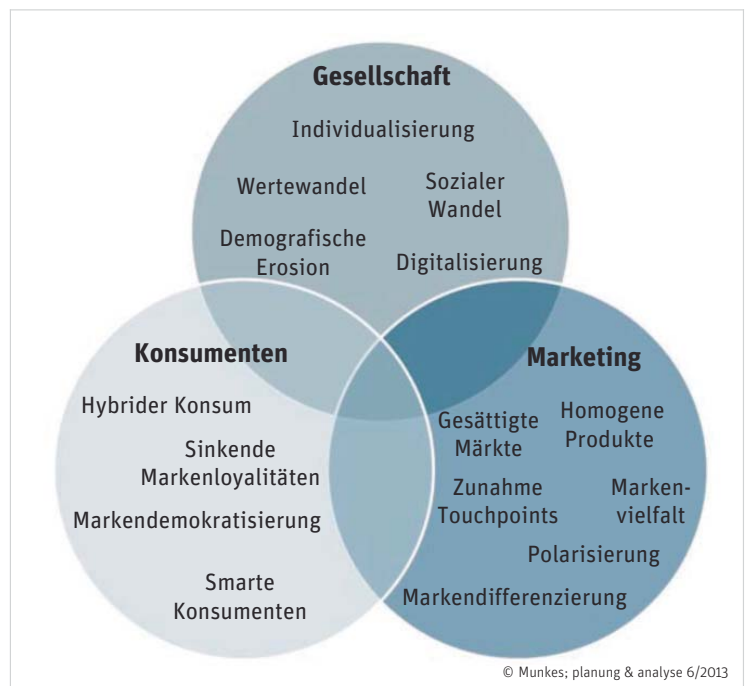 Gesellschaft
Individualisierung
Wertewandel
Sozialer
Wandel
Demografische
Erosion
Digitalisierung
Konsumenten
Hybrider Konsum
Sinkende
Markenloyalitäten
Markendemokratisierung
Smarte
Konsumenten
Marketing
Gesättigte
Märkte
Homogene
Produkte
Zunahme
Touchpoints
Marken-
vielfalt
Polarisierung
Markendifferenzierung
© Munkes; planung & analyse 6/2013